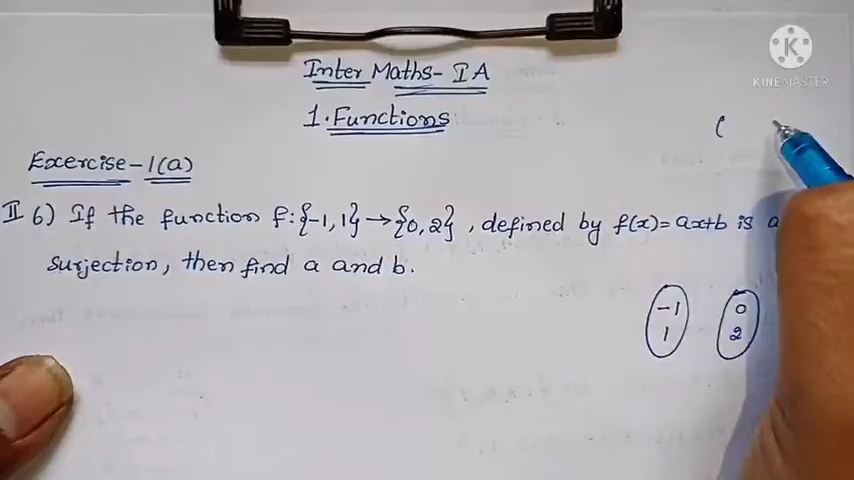 KINEMASTER
Inter Maths- IA
1. Functions
Exercise-1(a)
II 6) If the function f:{-1, 1}→{0, 2}, defined by f(x)=ax+b is a
surjection, then find a and b.
(
-1 0
1 2